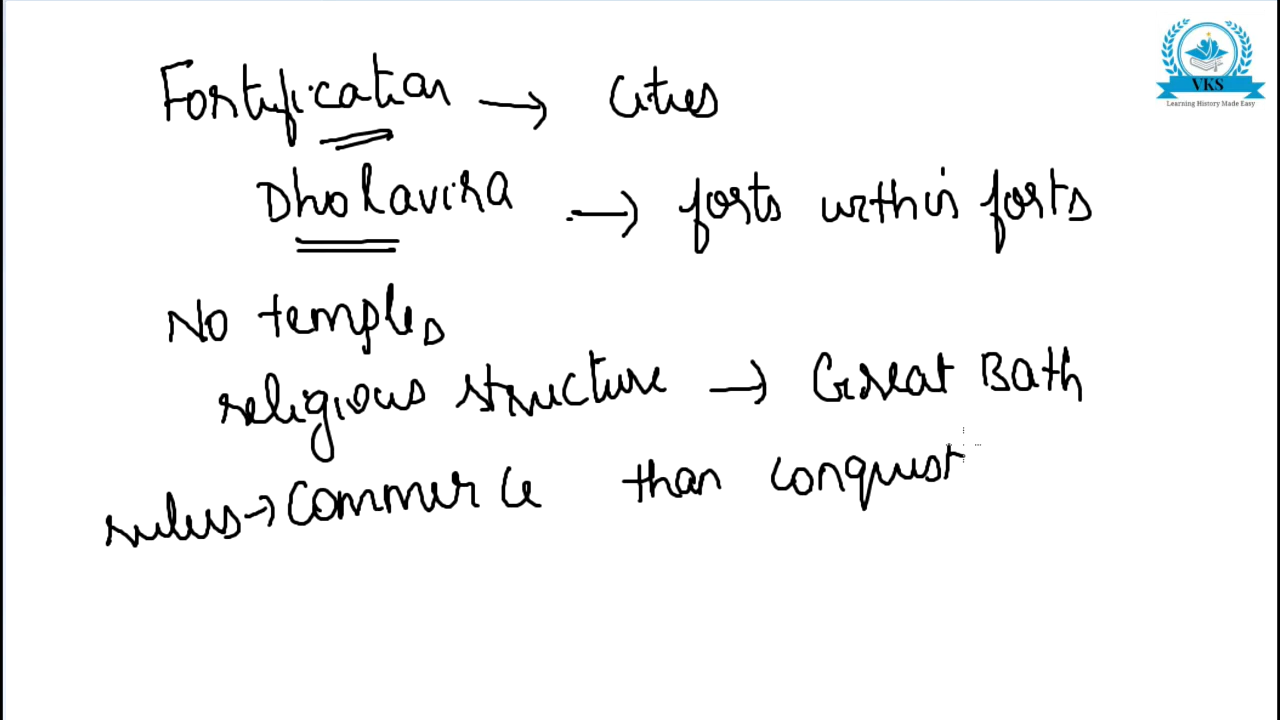 VKS
Learning History Made Easy
Fortification → Cities
Dholavira → forts within forts
No temples
religious structure → Great Bath
rulers → Commerce than conquest